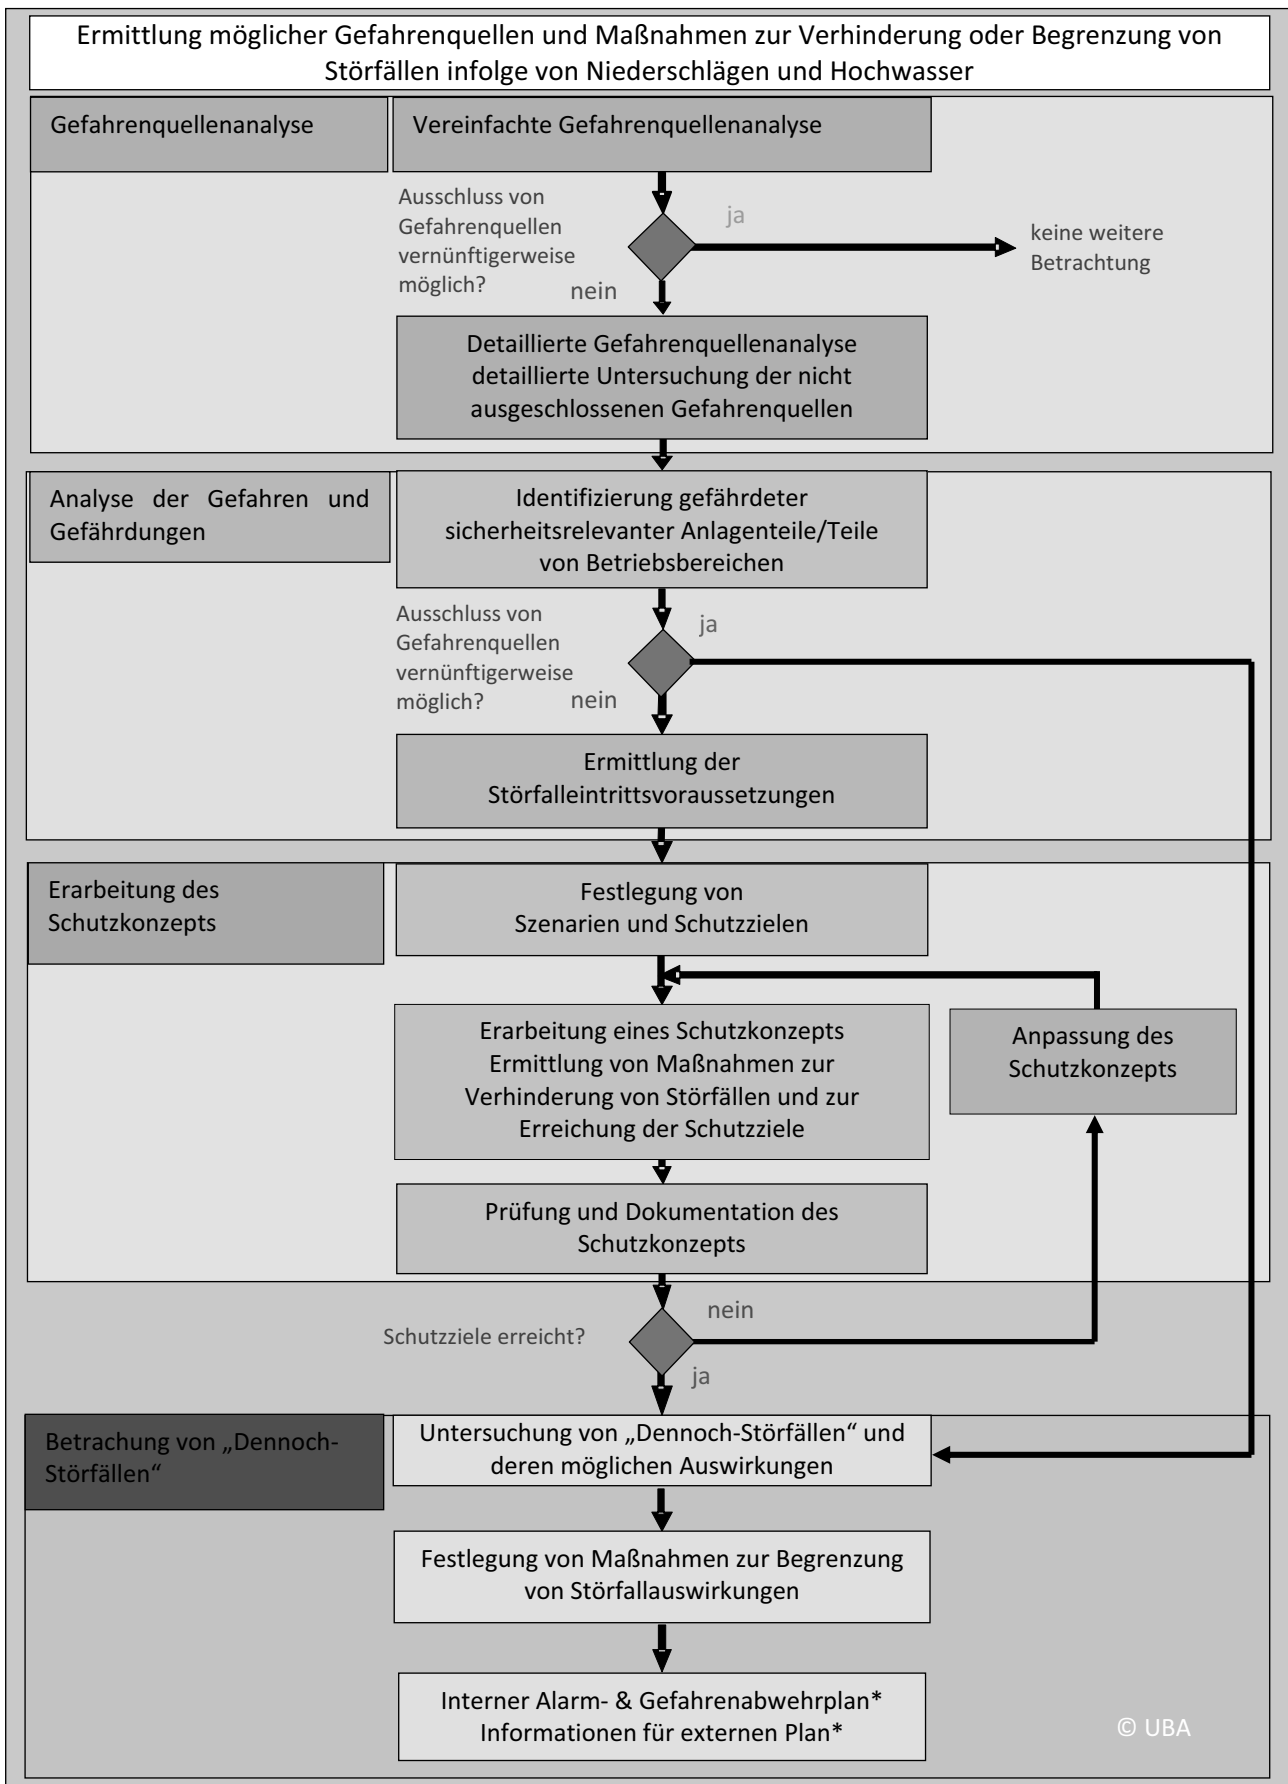 Ermittlung möglicher Gefahrenquellen und Maßnahmen zur Verhinderung oder Begrenzung von
Störfällen infolge von Niederschlägen und Hochwasser
Gefahrenquellenanalyse
Vereinfachte Gefahrenquellenanalyse
Ausschluss von
Gefahrenquellen
vernünftigerweise
möglich?
ja
keine weitere
Betrachtung
nein
Detaillierte Gefahrenquellenanalyse
detaillierte Untersuchung der nicht
ausgeschlossenen Gefahrenquellen
Analyse der Gefahren und
Gefährdungen
Identifizierung gefährdeter
sicherheitsrelevanter Anlagenteile/Teile
von Betriebsbereichen
Ausschluss von
Gefahrenquellen
vernünftigerweise
möglich?
ja
nein
Ermittlung der
Störfalleintrittsvoraussetzungen
Erarbeitung des
Schutzkonzepts
Festlegung von
Szenarien und Schutzzielen
Erarbeitung eines Schutzkonzepts
Ermittlung von Maßnahmen zur
Verhinderung von Störfällen und zur
Erreichung der Schutzziele
Anpassung des
Schutzkonzepts
Prüfung und Dokumentation des
Schutzkonzepts
Schutzziele erreicht?
nein
ja
Betrachung von „Dennoch-
Störfällen“
Untersuchung von „Dennoch-Störfällen“ und
deren möglichen Auswirkungen
Festlegung von Maßnahmen zur Begrenzung
von Störfallauswirkungen
Interner Alarm- & Gefahrenabwehrplan*
Informationen für externen Plan*
© UBA